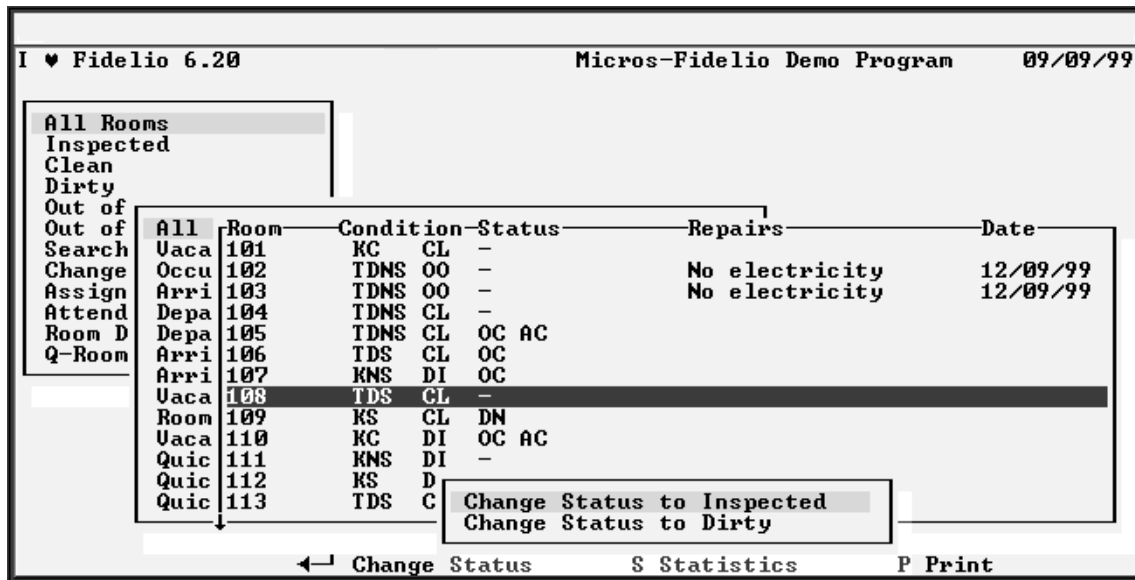 I ♥ Fidelio 6.20 Micros-Fidelio Demo Program 09/09/99
All Rooms
Inspected
Clean
Dirty
Out of
Out of
Search
Change
Assign
Attend
Room D
Q-Room
All
Vaca
Occu
Arri
Depa
Depa
Arri
Arri
Vaca
Room
Vaca
Quic
Quic
Quic
Room Condition Status Repairs Date
101 KC CL -
102 TDNS OO - No electricity 12/09/99
103 TDNS OO - No electricity 12/09/99
104 TDNS CL -
105 TDNS CL OC AC
106 TDS CL OC
107 KNS DI OC
108 TDS CL -
109 KS CL DN
110 KC DI OC AC
111 KNS DI -
112 KS D
113 TDS C
Change Status to Inspected
Change Status to Dirty
Change Status S Statistics P Print